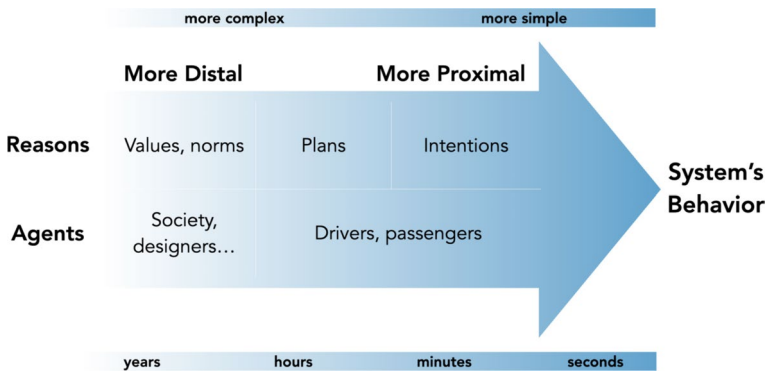 more complex more simple
More Distal More Proximal
Reasons Values, norms Plans Intentions
System's
Behavior
Agents Society,
designers... Drivers, passengers
years hours minutes seconds